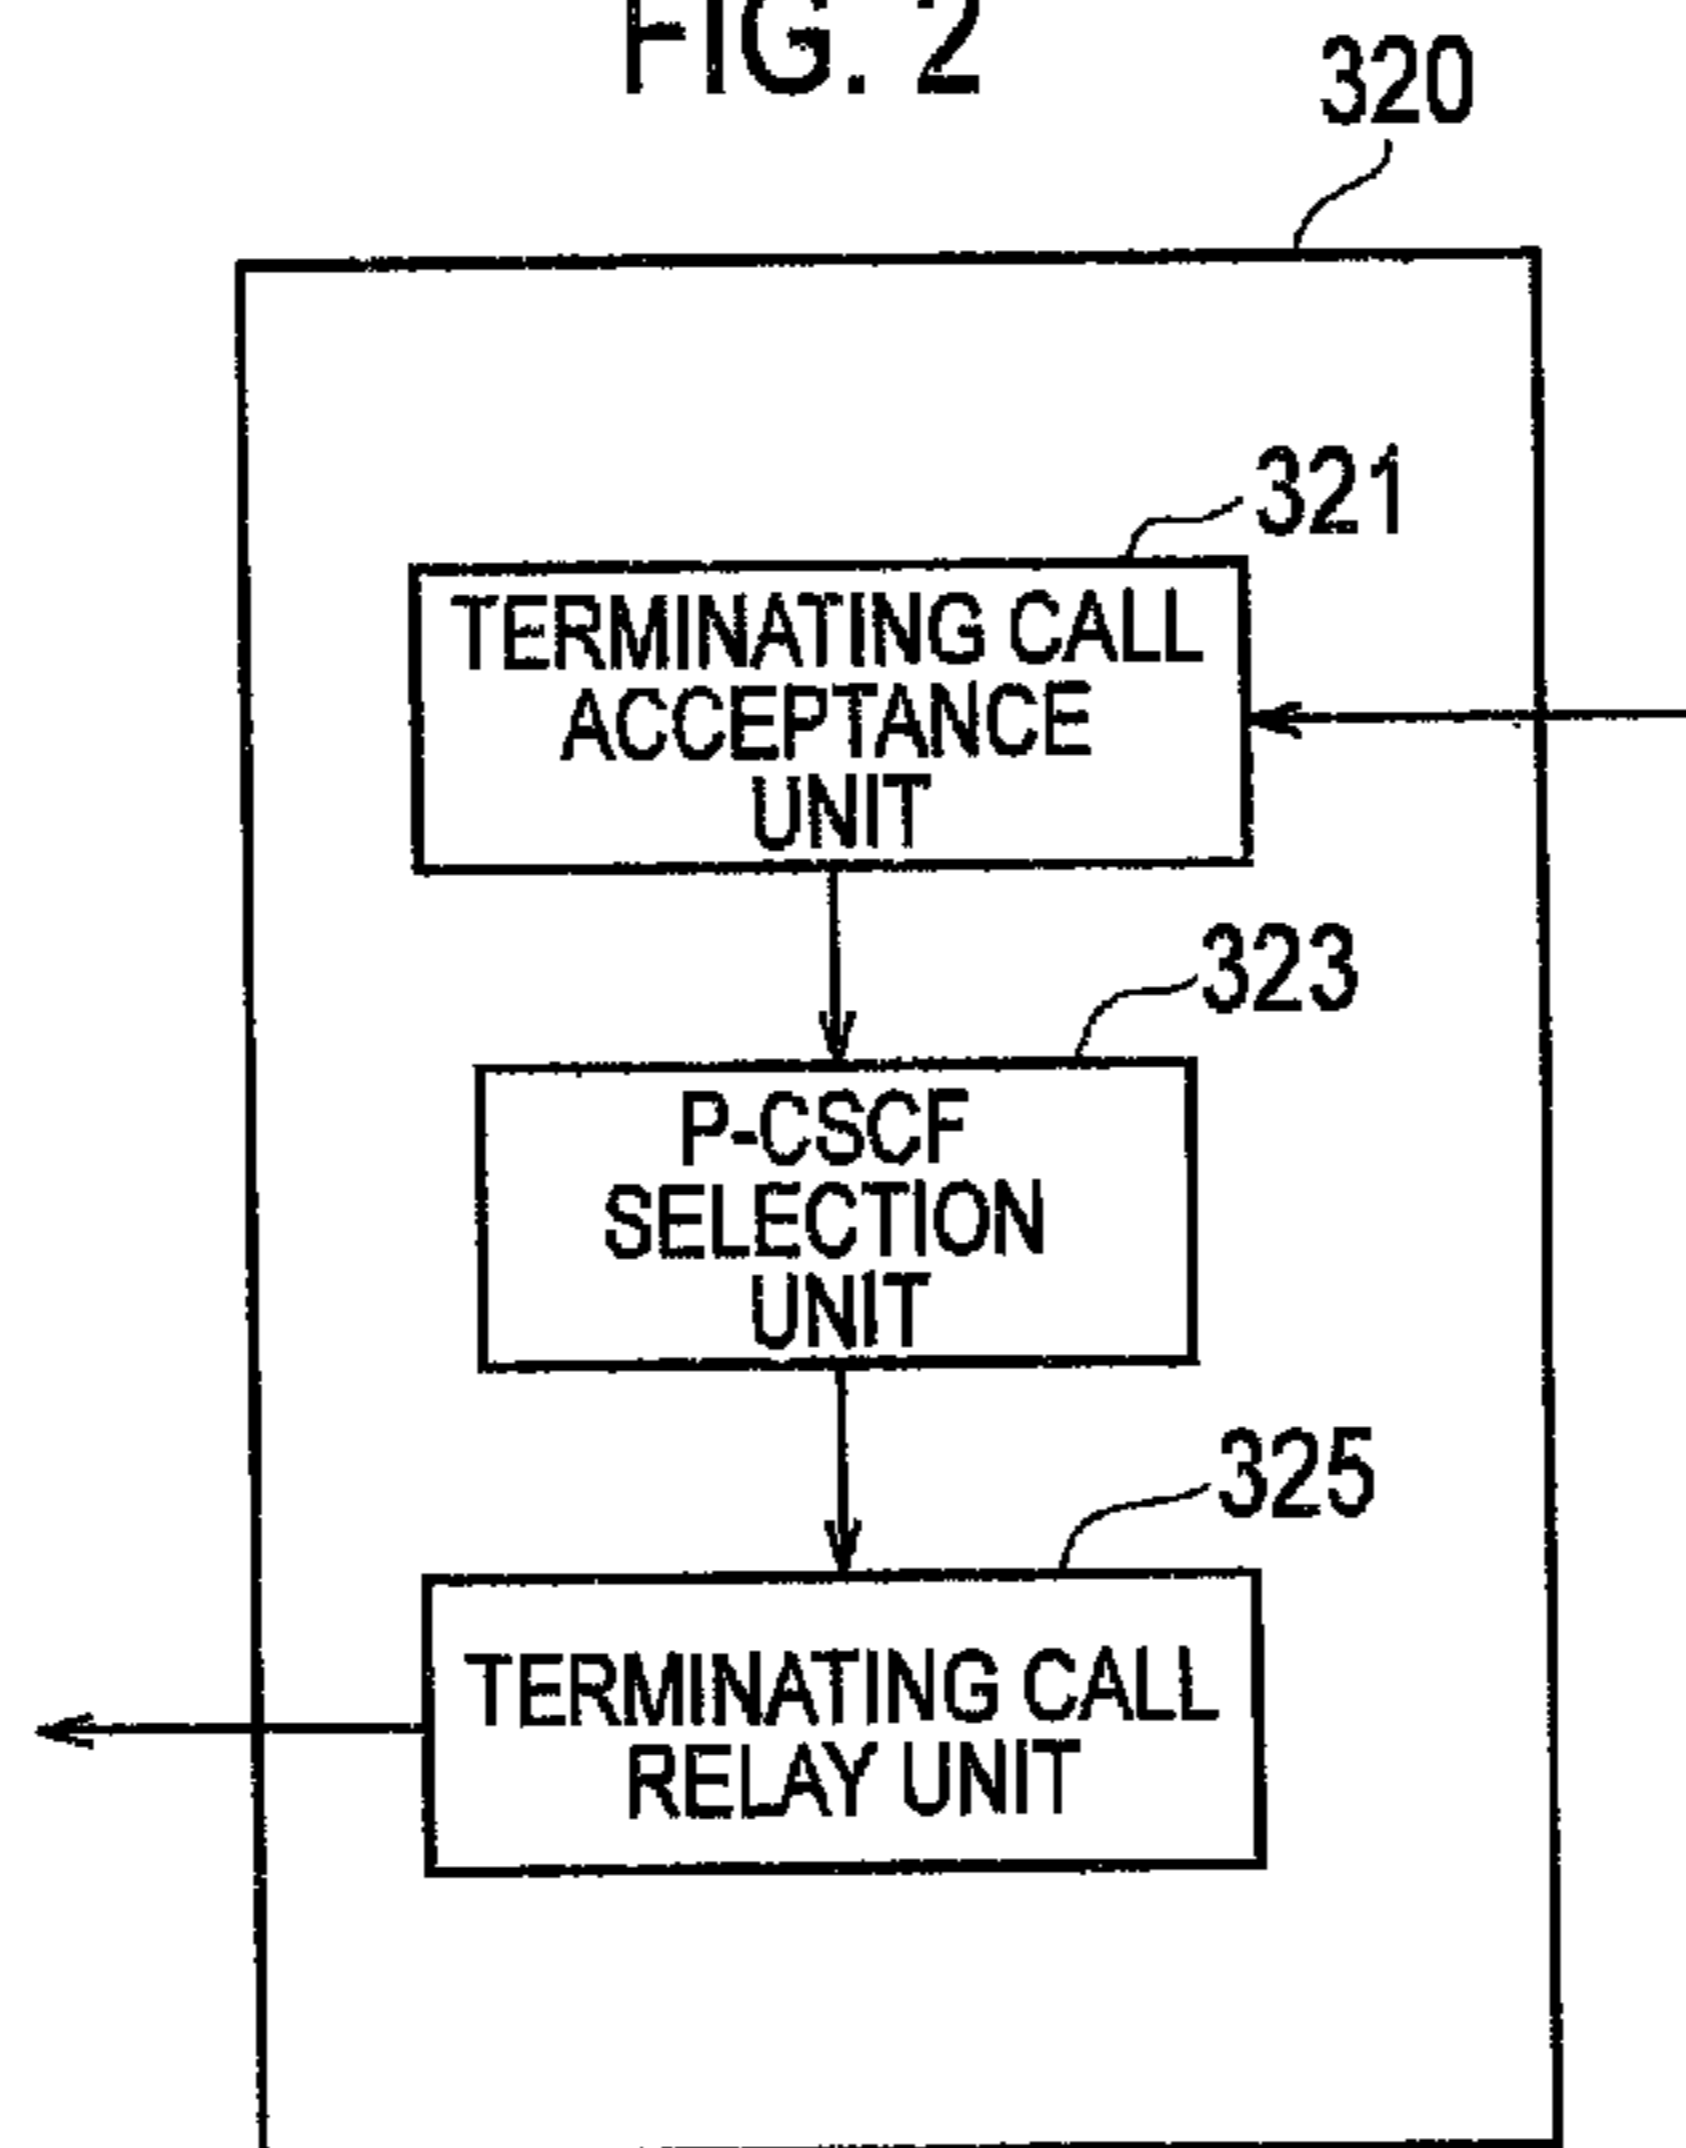 FIG. 2
320
321
TERMINATING CALL
ACCEPTANCE
UNIT
323
P-CSCF
SELECTION
UNIT
325
TERMINATING CALL
RELAY UNIT